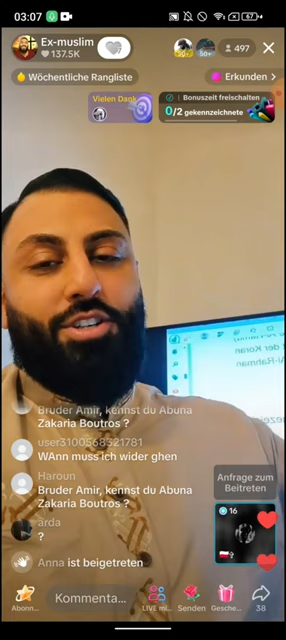 03:07
67
Ex-muslim
137.5K
50+
497
Wöchentliche Rangliste
Erkunden
Vielen Dank
Bonuszeit freischalten
0/2 gekennzeichnete
der Koran
Al-Rahman
Bruder Amir, kennst du Abuna
Zakaria Boutros ?
user3100568321781
WAnn muss ich wider ghen
Haroun
Bruder Amir, kennst du Abuna
Zakaria Boutros ?
arda
?
Anna ist beigetreten
Anfrage zum
Beitreten
16
Abonn...
Kommenta...
LIVE mi...
Senden
Gesche...
38